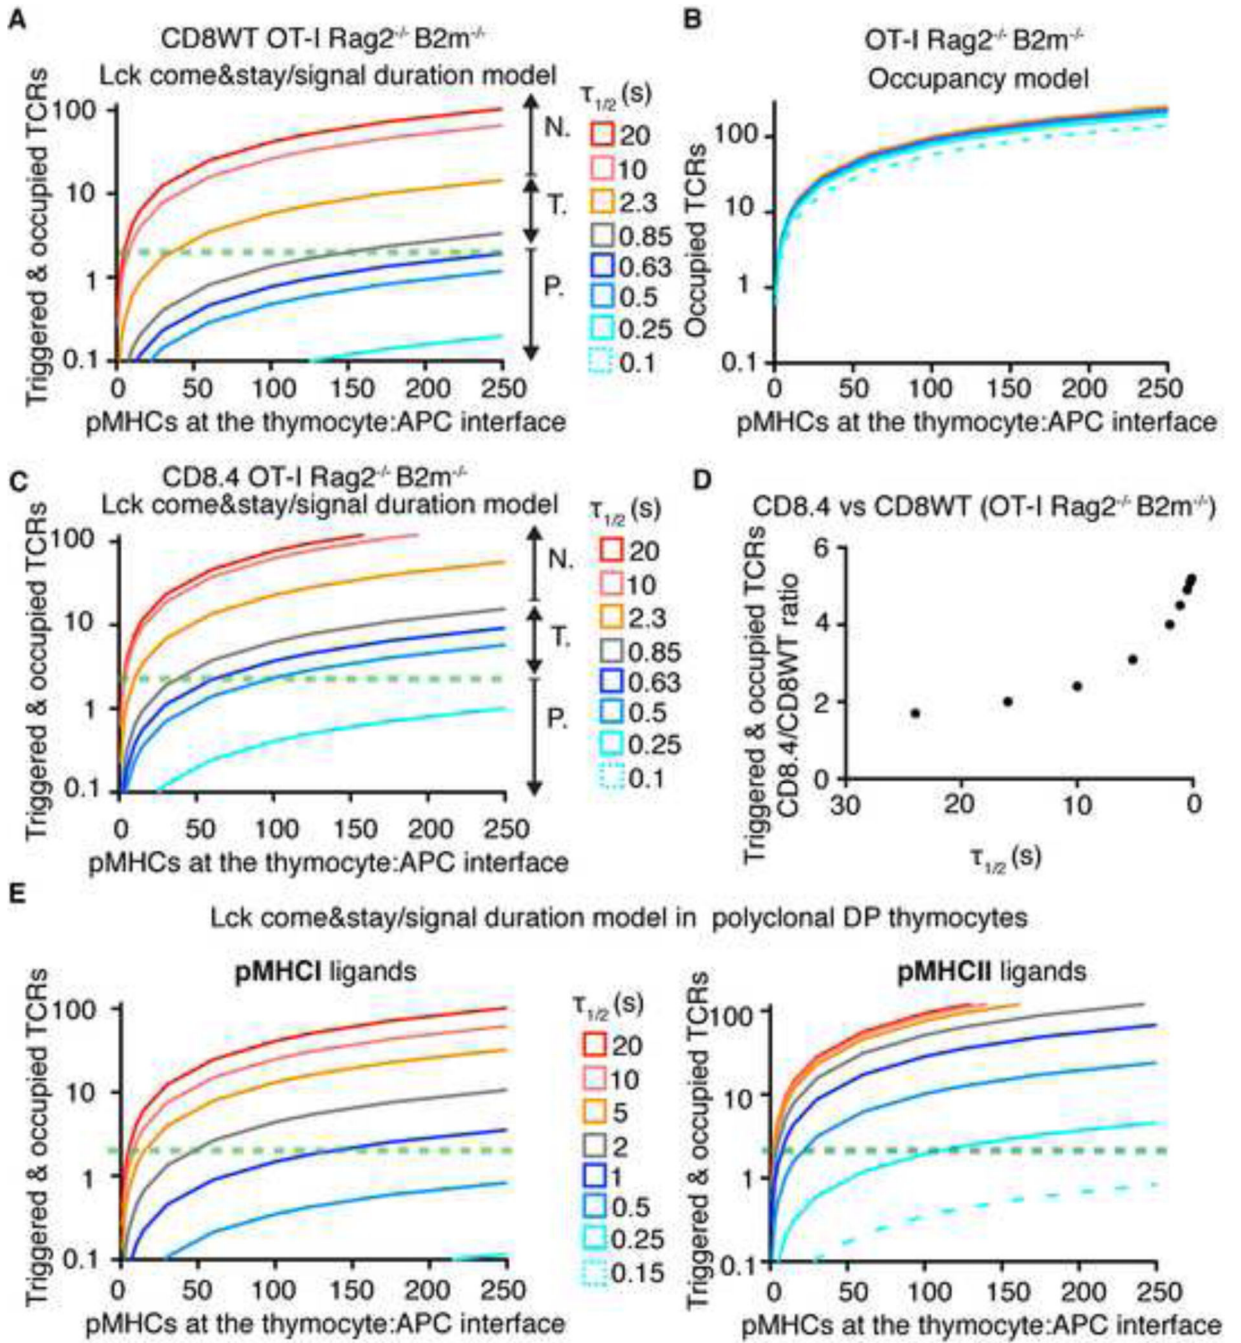 A
CD8WT OT-I Rag2-/- B2m-/-
Lck come&stay/signal duration model
Triggered & occupied TCRs
100
10
1
0.1
0 50 100 150 200 250
pMHCs at the thymocyte:APC interface
N.
T.
P.
τ1/2 (s)
20
10
2.3
0.85
0.63
0.5
0.25
0.1
B
OT-I Rag2-/- B2m-/-
Occupancy model
Occupied TCRs
100
10
1
0.1
0 50 100 150 200 250
pMHCs at the thymocyte:APC interface
C
CD8.4 OT-I Rag2-/- B2m-/-
Lck come&stay/signal duration model
Triggered & occupied TCRs
100
10
1
0.1
0 50 100 150 200 250
pMHCs at the thymocyte:APC interface
N.
T.
P.
τ1/2 (s)
20
10
2.3
0.85
0.63
0.5
0.25
0.1
D
CD8.4 vs CD8WT (OT-I Rag2-/- B2m-/-)
Triggered & occupied TCRs
CD8.4/CD8WT ratio
6
4
2
0
30 20 10 0
τ1/2 (s)
E
Lck come&stay/signal duration model in polyclonal DP thymocytes
pMHCI ligands
Triggered & occupied TCRs
100
10
1
0.1
0 50 100 150 200 250
pMHCs at the thymocyte:APC interface
τ1/2 (s)
20
10
5
2
1
0.5
0.25
0.15
pMHCII ligands
Triggered & occupied TCRs
100
10
1
0.1
0 50 100 150 200 250
pMHCs at the thymocyte:APC interface